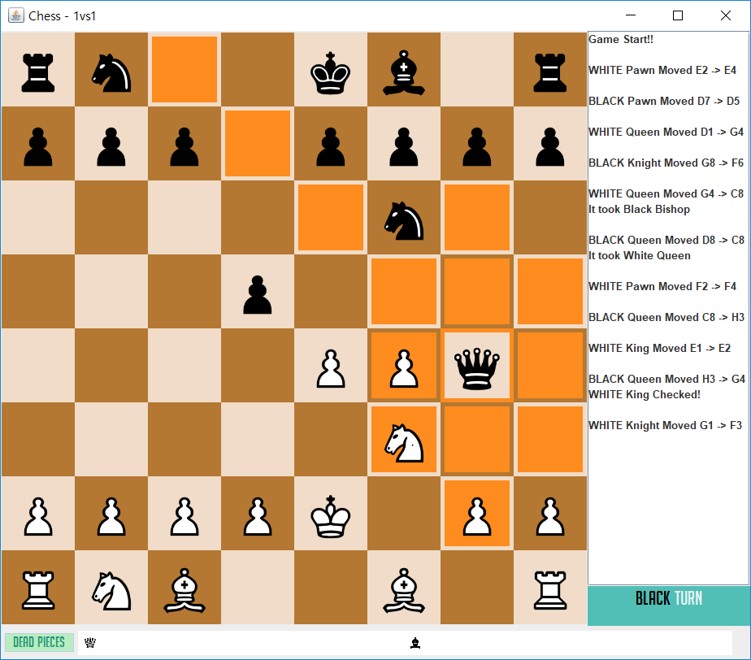 Chess - 1vs1
Game Start!!
WHITE Pawn Moved E2 -> E4
BLACK Pawn Moved D7 -> D5
WHITE Queen Moved D1 -> G4
BLACK Knight Moved G8 -> F6
WHITE Queen Moved G4 -> C8
It took Black Bishop
BLACK Queen Moved D8 -> C8
It took White Queen
WHITE Pawn Moved F2 -> F4
BLACK Queen Moved C8 -> H3
WHITE King Moved E1 -> E2
BLACK Queen Moved H3 -> G4
WHITE King Checked!
WHITE Knight Moved G1 -> F3
BLACK TURN
DEAD PIECES